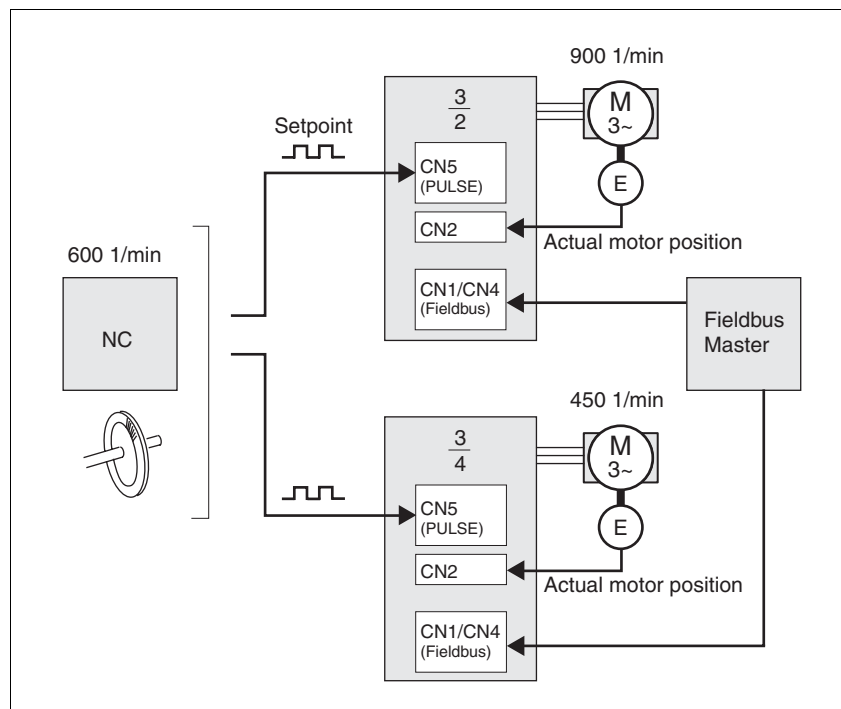 900 1/min
3
2
M
3~
Setpoint
CN5
(PULSE)
E
CN2
Actual motor position
600 1/min
CN1/CN4
(Fieldbus)
NC
Fieldbus
Master
450 1/min
3
4
M
3~
CN5
(PULSE)
E
CN2
Actual motor position
CN1/CN4
(Fieldbus)